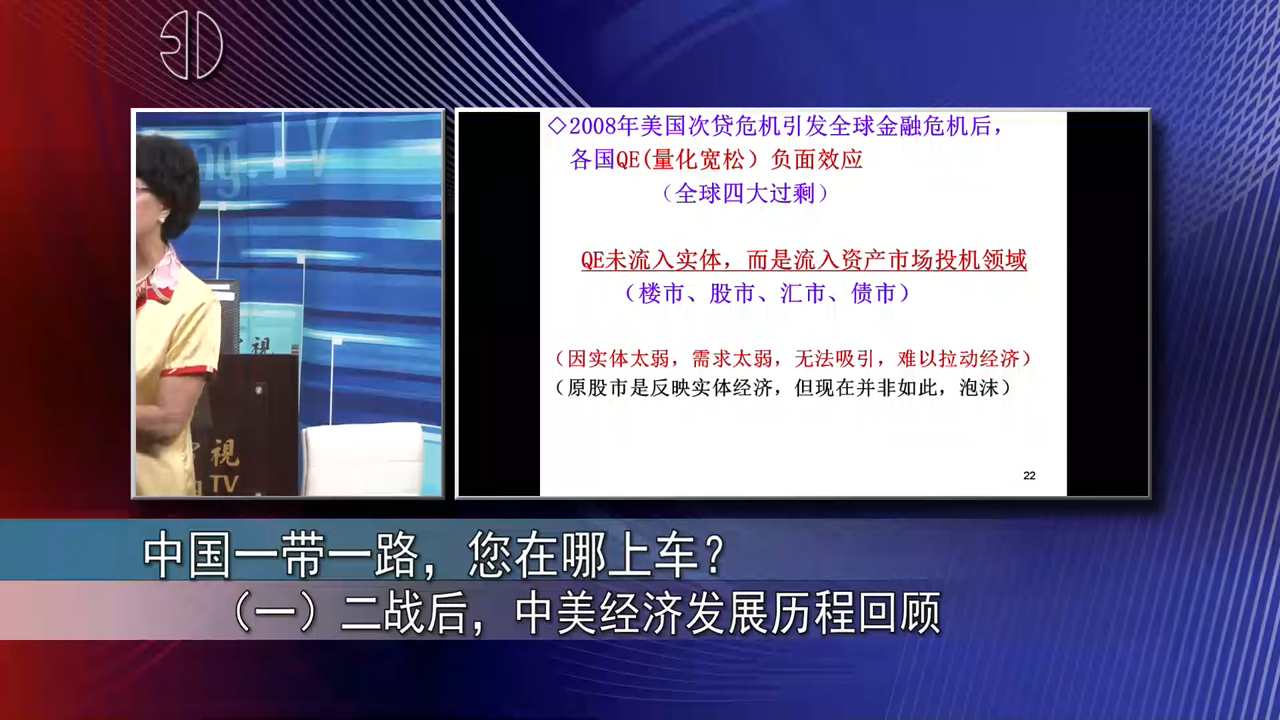 ng.TV
◇2008年美国次贷危机引发全球金融危机后，
各国QE(量化宽松）负面效应
（全球四大过剩）
QE未流入实体，而是流入资产市场投机领域
（楼市、股市、汇市、债市）
（因实体太弱，需求太弱，无法吸引，难以拉动经济）
（原股市是反映实体经济，但现在并非如此，泡沫）
22
視
視
TV
中国一带一路，您在哪上车？
（一）二战后，中美经济发展历程回顾